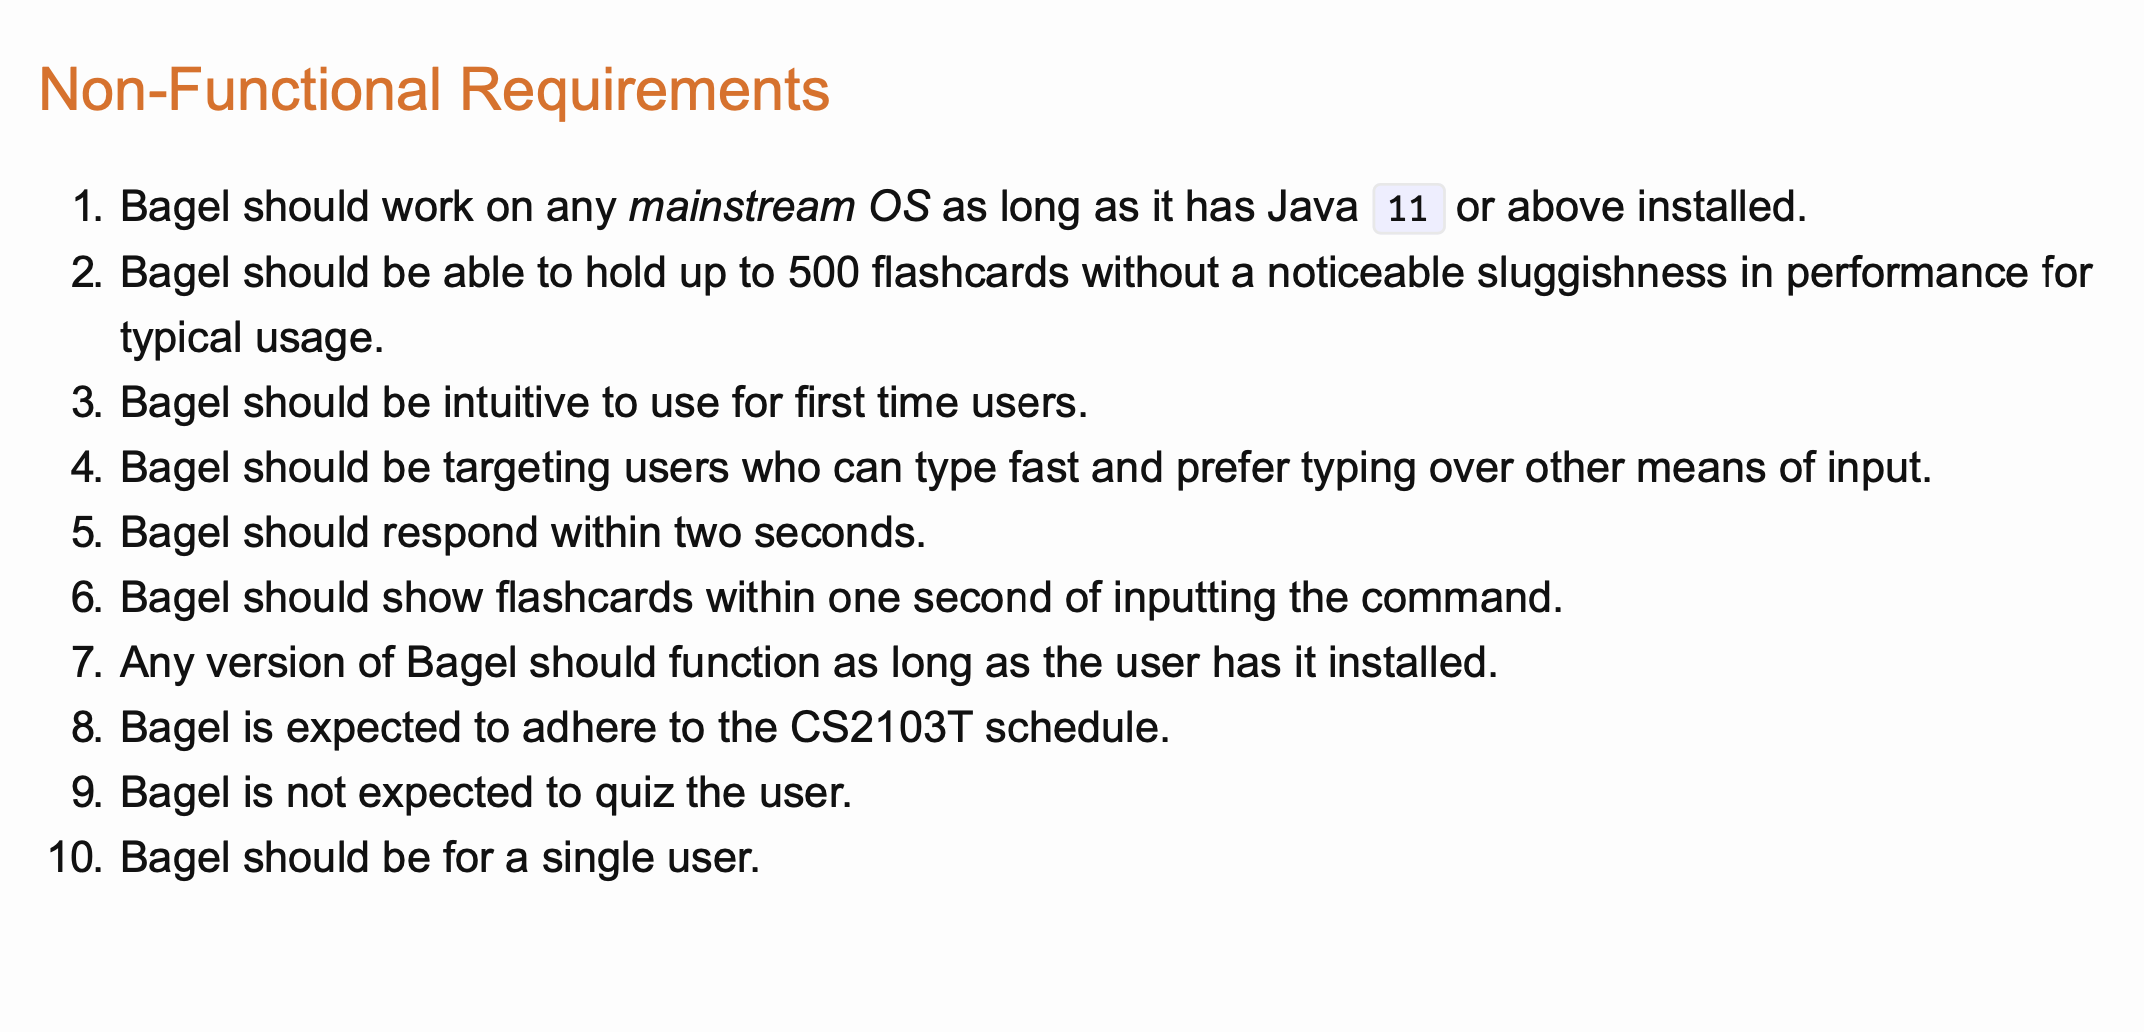 Non-Functional Requirements
1. Bagel should work on any mainstream OS as long as it has Java 11 or above installed.
2. Bagel should be able to hold up to 500 flashcards without a noticeable sluggishness in performance for
typical usage.
3. Bagel should be intuitive to use for first time users.
4. Bagel should be targeting users who can type fast and prefer typing over other means of input.
5. Bagel should respond within two seconds.
6. Bagel should show flashcards within one second of inputting the command.
7. Any version of Bagel should function as long as the user has it installed.
8. Bagel is expected to adhere to the CS2103T schedule.
9. Bagel is not expected to quiz the user.
10. Bagel should be for a single user.